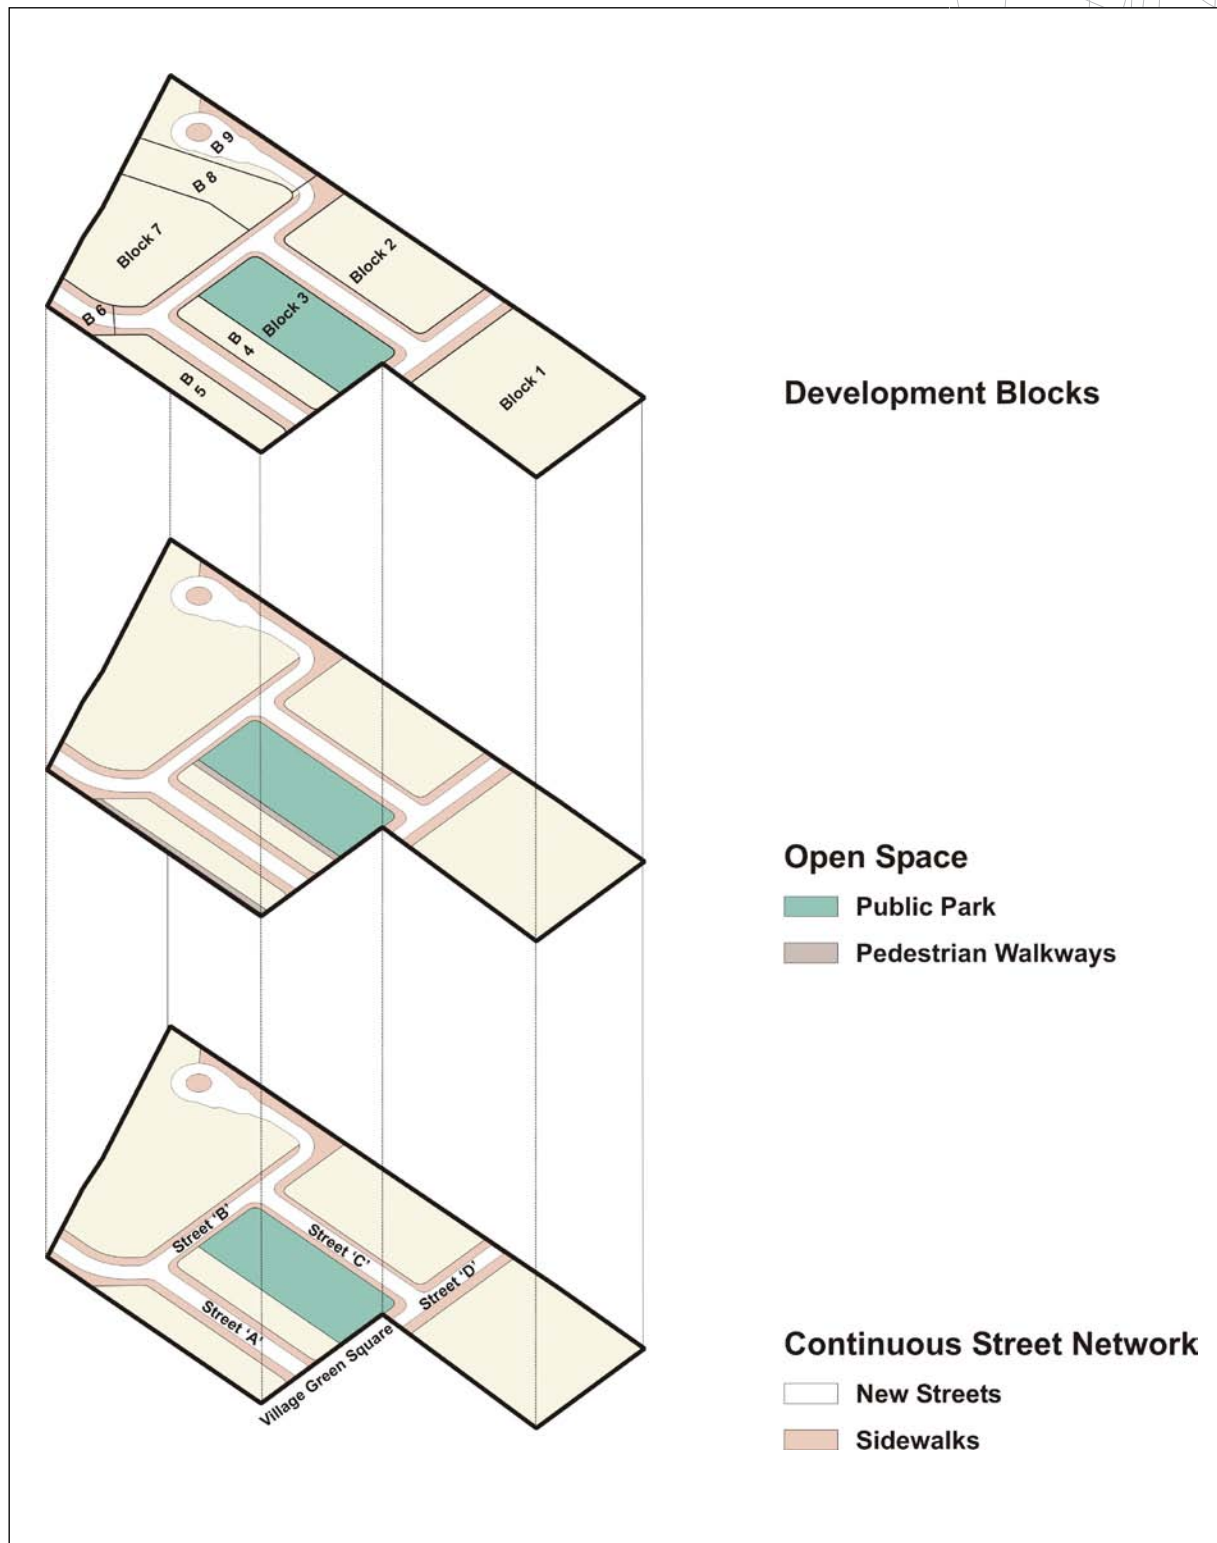 B 9
B 8
Block 7
Block 2
B 6
Block 3
B
4
B
5
Block 1
Development Blocks
Open Space
Public Park
Pedestrian Walkways
Street ‘B’
Street ‘C’
Street ‘D’
Street ‘A’
Village Green Square
Continuous Street Network
New Streets
Sidewalks